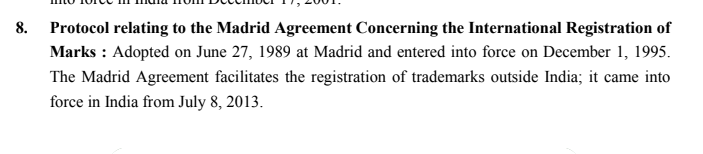 into force in India from December 17, 2001.
8. Protocol relating to the Madrid Agreement Concerning the International Registration of
Marks : Adopted on June 27, 1989 at Madrid and entered into force on December 1, 1995.
The Madrid Agreement facilitates the registration of trademarks outside India; it came into
force in India from July 8, 2013.